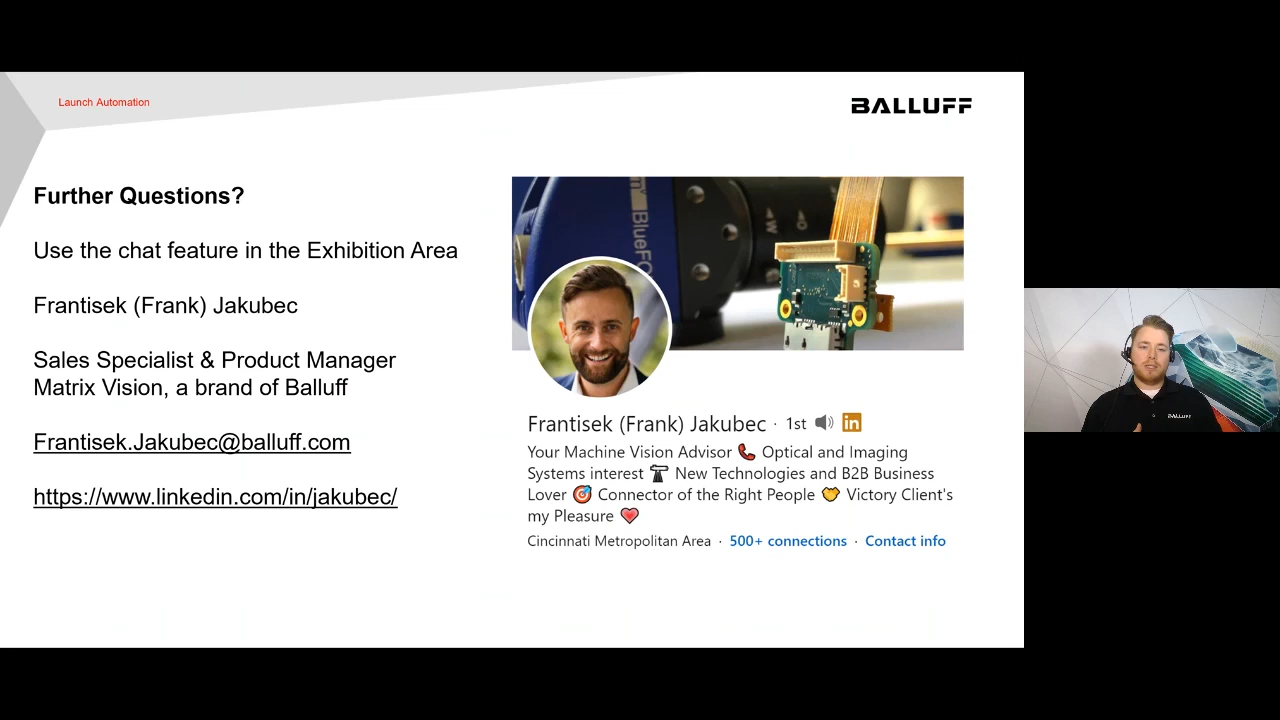 Launch Automation
BALLUFF
Further Questions?
Use the chat feature in the Exhibition Area
Frantisek (Frank) Jakubec
Sales Specialist & Product Manager
Matrix Vision, a brand of Balluff
Frantisek.Jakubec@balluff.com
https://www.linkedin.com/in/jakubec/
BlueFO
Frantisek (Frank) Jakubec · 1st
in
Your Machine Vision Advisor 📞 Optical and Imaging
Systems interest New Technologies and B2B Business
Lover 🎯 Connector of the Right People Victory Client's
my Pleasure ❤️
Cincinnati Metropolitan Area · 500+ connections · Contact info
BALLUFF